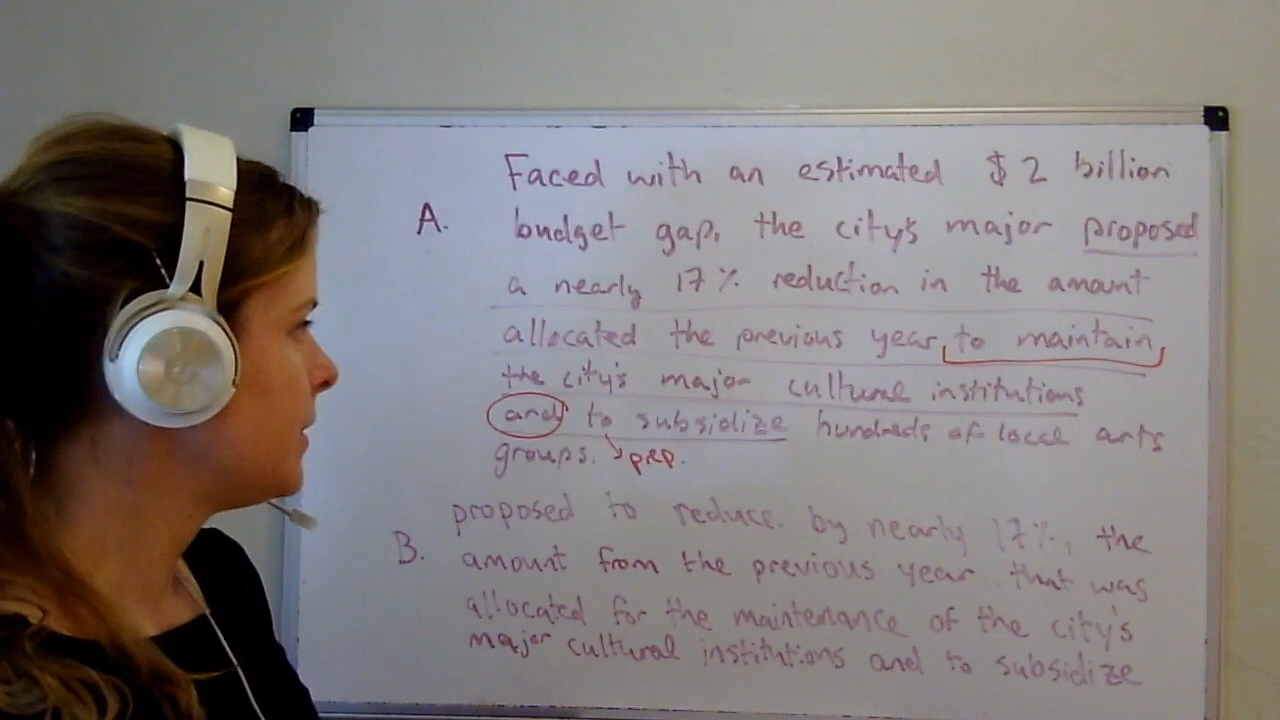 Faced with an estimated $2 billion
A. budget gap, the city's major proposed
a nearly 17% reduction in the amount
allocated the previous year to maintain
the city's major cultural institutions
and to subsidize hundreds of local arts
groups. prep.
proposed to reduce by nearly 17%, the
B. amount from the previous year that was
allocated for the maintenance of the city's
major cultural institutions and to subsidize